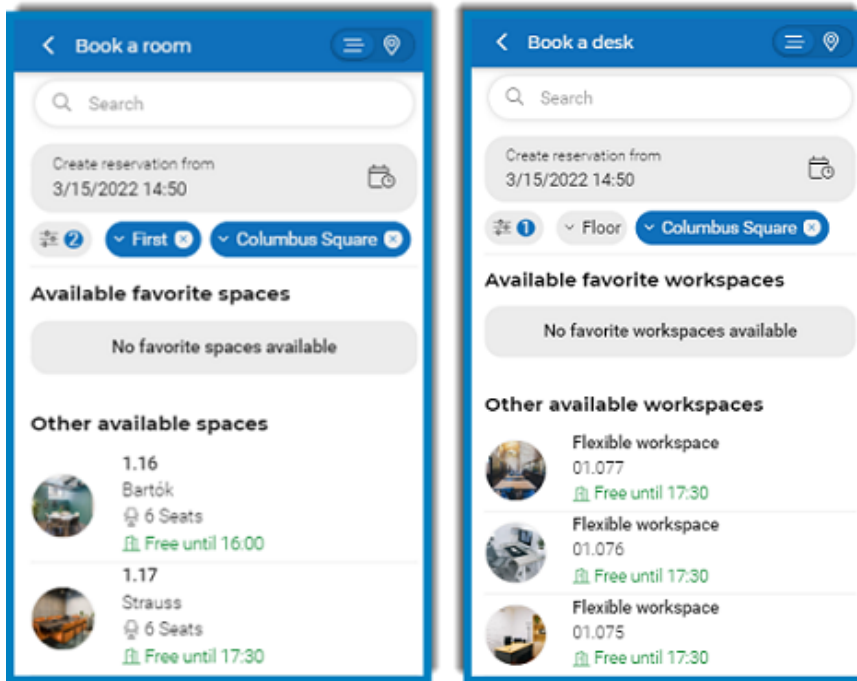 Book a room
Search
Create reservation from
3/15/2022 14:50
2
First
Columbus Square
Available favorite spaces
No favorite spaces available
Other available spaces
1.16
Bartók
6 Seats
Free until 16:00
1.17
Strauss
6 Seats
Free until 17:30
Book a desk
Search
Create reservation from
3/15/2022 14:50
1
Floor
Columbus Square
Available favorite workspaces
No favorite workspaces available
Other available workspaces
Flexible workspace
01.077
Free until 17:30
Flexible workspace
01.076
Free until 17:30
Flexible workspace
01.075
Free until 17:30